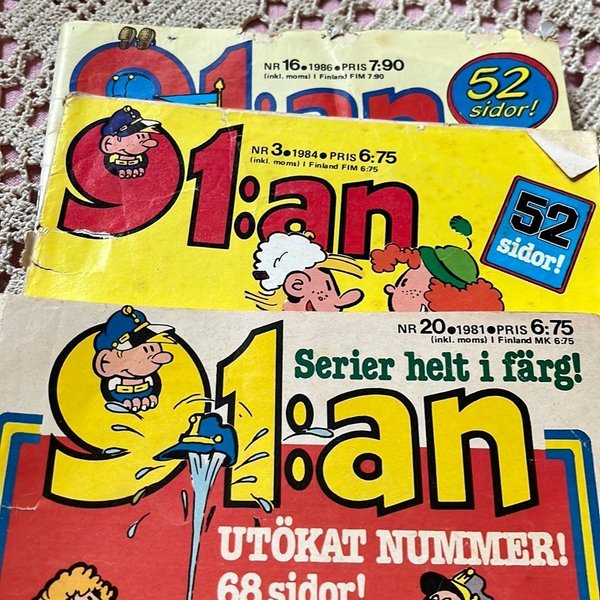 NR 16 • 1986 • PRIS 7:90
(inkl. moms) I Finland FIM 7:90
91:an
52
sidor!
NR 3 • 1984 • PRIS 6:75
(inkl. moms) I Finland FIM 6:75
91:an
52
sidor!
NR 20 • 1981 • PRIS 6:75
(inkl. moms) I Finland MK 6:75
Serier helt i färg!
91:an
UTÖKAT NUMMER!
68 sidor!